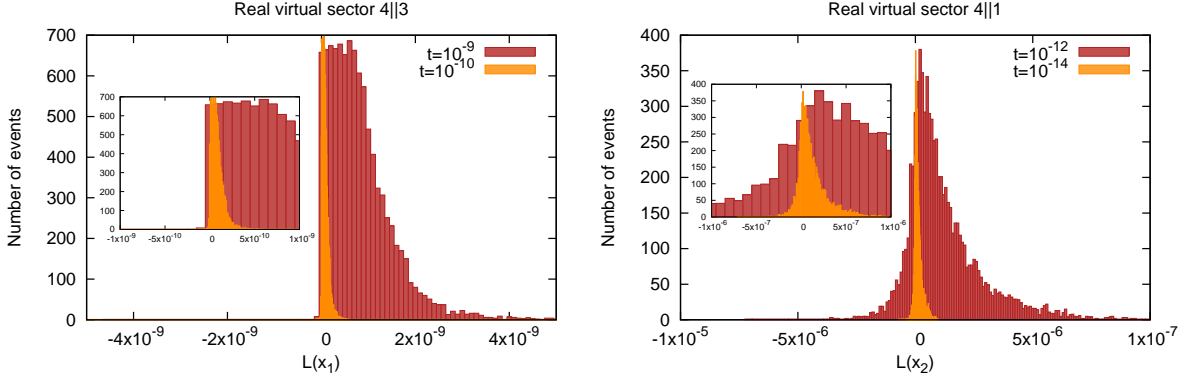 Real virtual sector 4||3
Number of events
700
600
500
400
300
200
100
0
-4x10⁻⁹
-2x10⁻⁹
0
2x10⁻⁹
4x10⁻⁹
L(x₁)
t=10⁻⁹
t=10⁻¹⁰
700
600
500
400
300
200
100
0
-1x10⁻⁹
-5x10⁻¹⁰
0
5x10⁻¹⁰
1x10⁻⁹
Real virtual sector 4||1
Number of events
400
350
300
250
200
150
100
50
0
-1x10⁻⁵
-5x10⁻⁶
0
5x10⁻⁶
1x10⁻⁷
L(x₂)
t=10⁻¹²
t=10⁻¹⁴
400
350
300
250
200
150
100
50
0
-1x10⁻⁶
-5x10⁻⁷
0
5x10⁻⁷
1x10⁻⁶